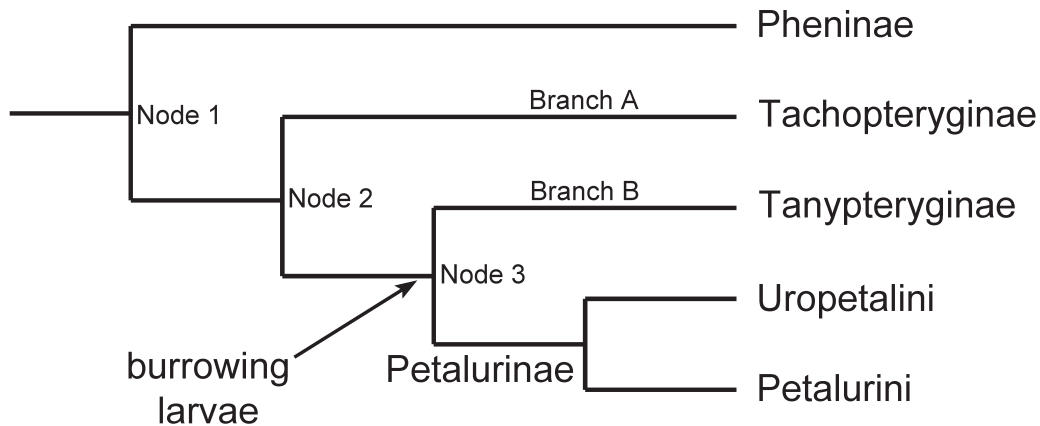 Pheninae
Node 1
Branch A
Tachopteryginae
Node 2
Branch B
Tanypteryginae
Node 3
Uropetalini
burrowing
larvae
Petalurinae
Petalurini